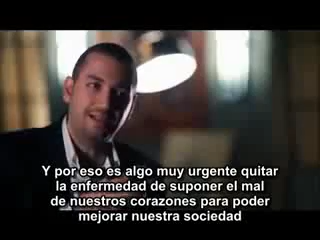 Y por eso es algo muy urgente quitar
la enfermedad de suponer el mal
de nuestros corazones para poder
mejorar nuestra sociedad